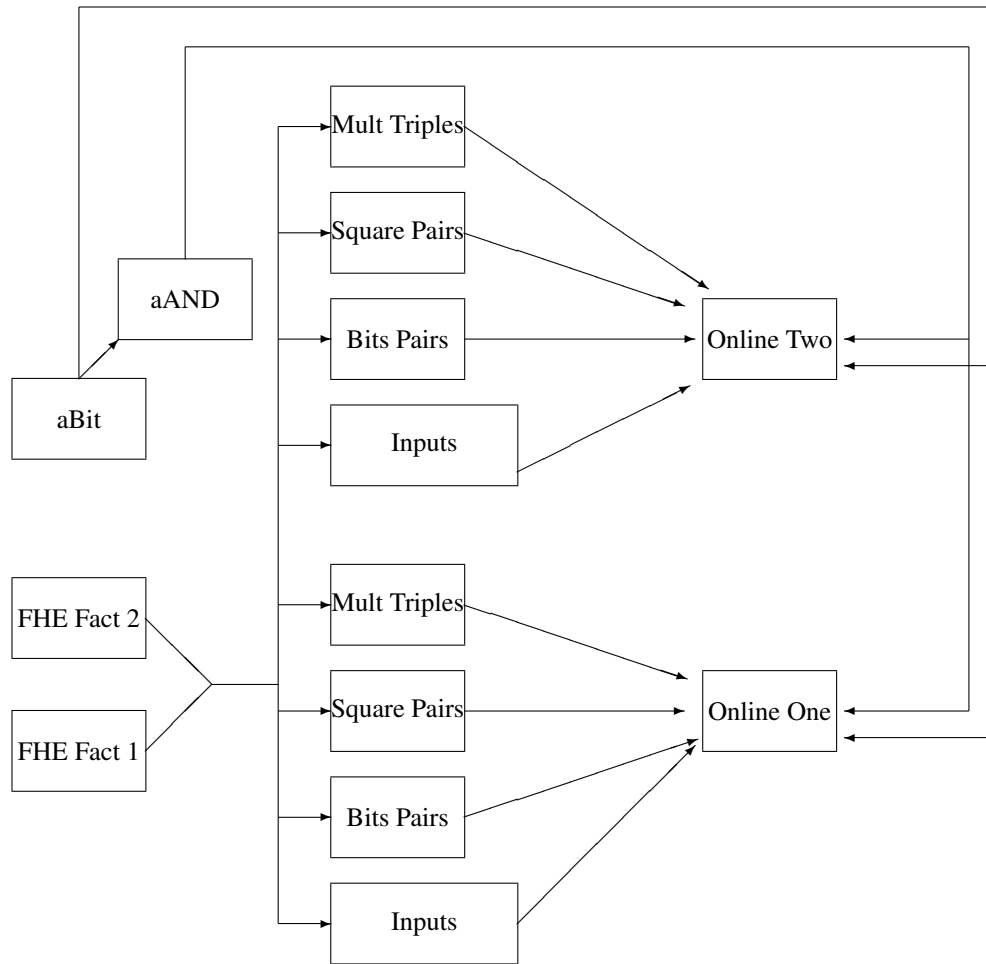 Mult Triples
Square Pairs
aAND
Bits Pairs
Online Two
aBit
Inputs
FHE Fact 2
Mult Triples
Square Pairs
Online One
FHE Fact 1
Bits Pairs
Inputs